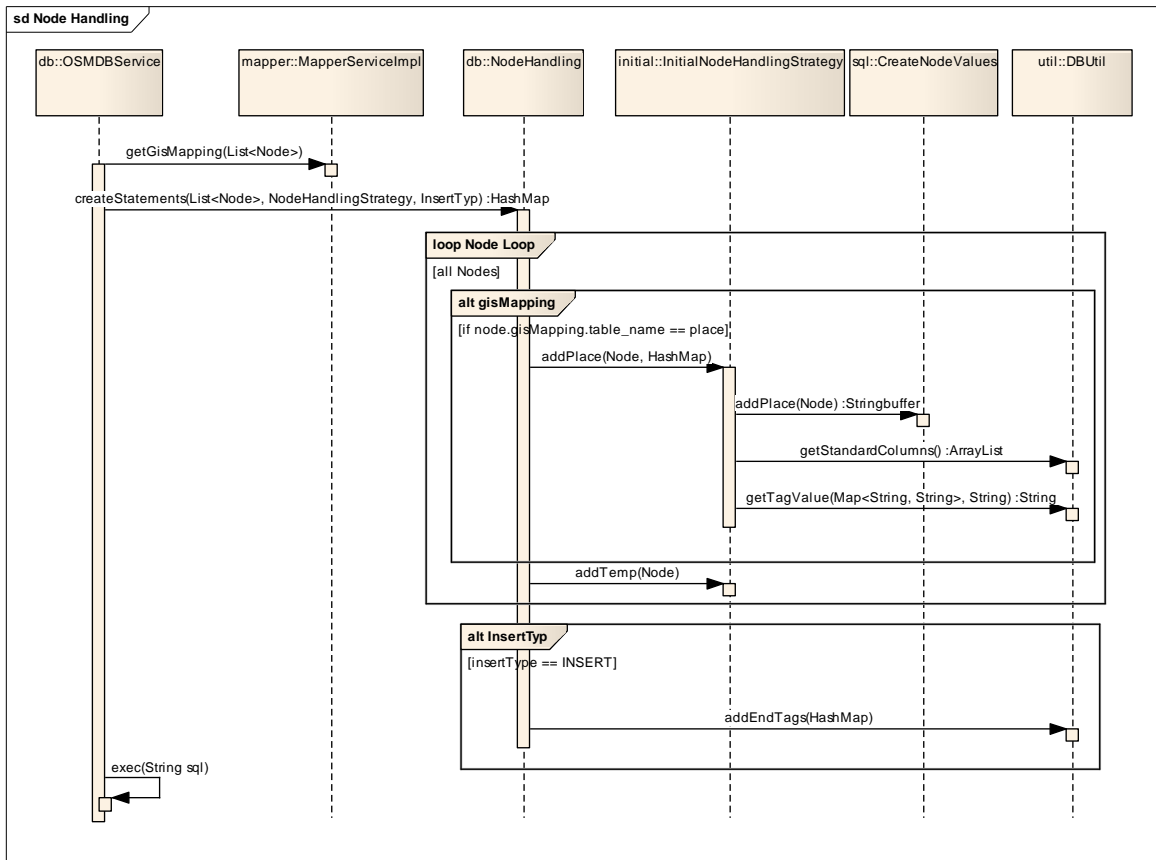 sd Node Handling
db::OSMDBService
mapper::MapperServiceImpl
db::NodeHandling
initial::InitialNodeHandlingStrategy
sql::CreateNodeValues
util::DBUtil
getGisMapping(List<Node>)
createStatements(List<Node>, NodeHandlingStrategy, InsertTyp) :HashMap
loop Node Loop
[all Nodes]
alt gisMapping
[if node.gisMapping.table_name == place]
addPlace(Node, HashMap)
addPlace(Node) :Stringbuffer
getStandardColumns() :ArrayList
getTagValue(Map<String, String>, String) :String
addTemp(Node)
alt InsertTyp
[insertType == INSERT]
addEndTags(HashMap)
exec(String sql)